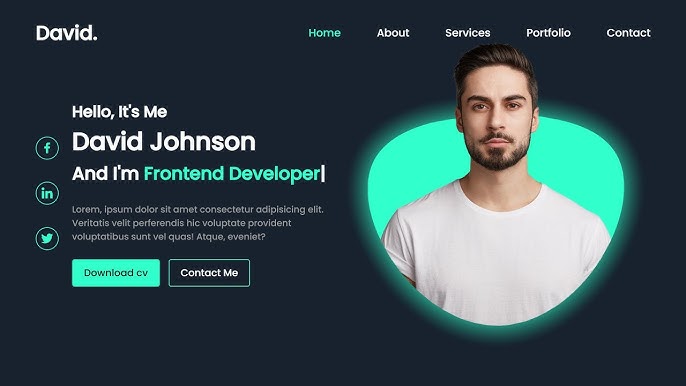 David.
Home About Services Portfolio Contact
Hello, It's Me
David Johnson
And I'm Frontend Developer|
Lorem, ipsum dolor sit amet consectetur adipisicing elit.
Veritatis velit perferendis hic voluptate provident
voluptatibus sunt vel quas! Atque, eveniet?
Download cv
Contact Me